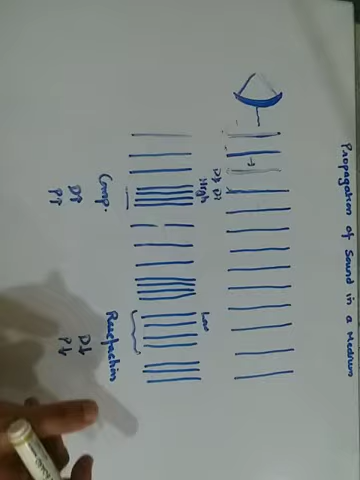 Propagation of Sound in a Medium
D↑ P↑
High
Low
Comp.
D↑
P↑
Rarefaction
D↓
P↓